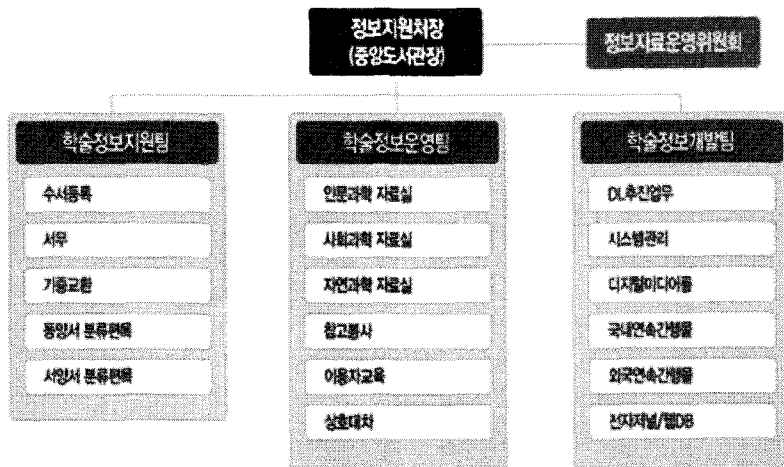 정보지원처장
(중앙도서관장)
정보자료운영위원회
학술정보지원팀
수서등록
서무
기증교환
동양서 분류편목
서양서 분류편목
학술정보운영팀
인문과학 자료실
사회과학 자료실
자연과학 자료실
참고봉사
이용자교육
상호대차
학술정보개발팀
DL추진업무
시스템관리
디지털미디어룸
국내연속간행물
외국연속간행물
전자저널/웹DB